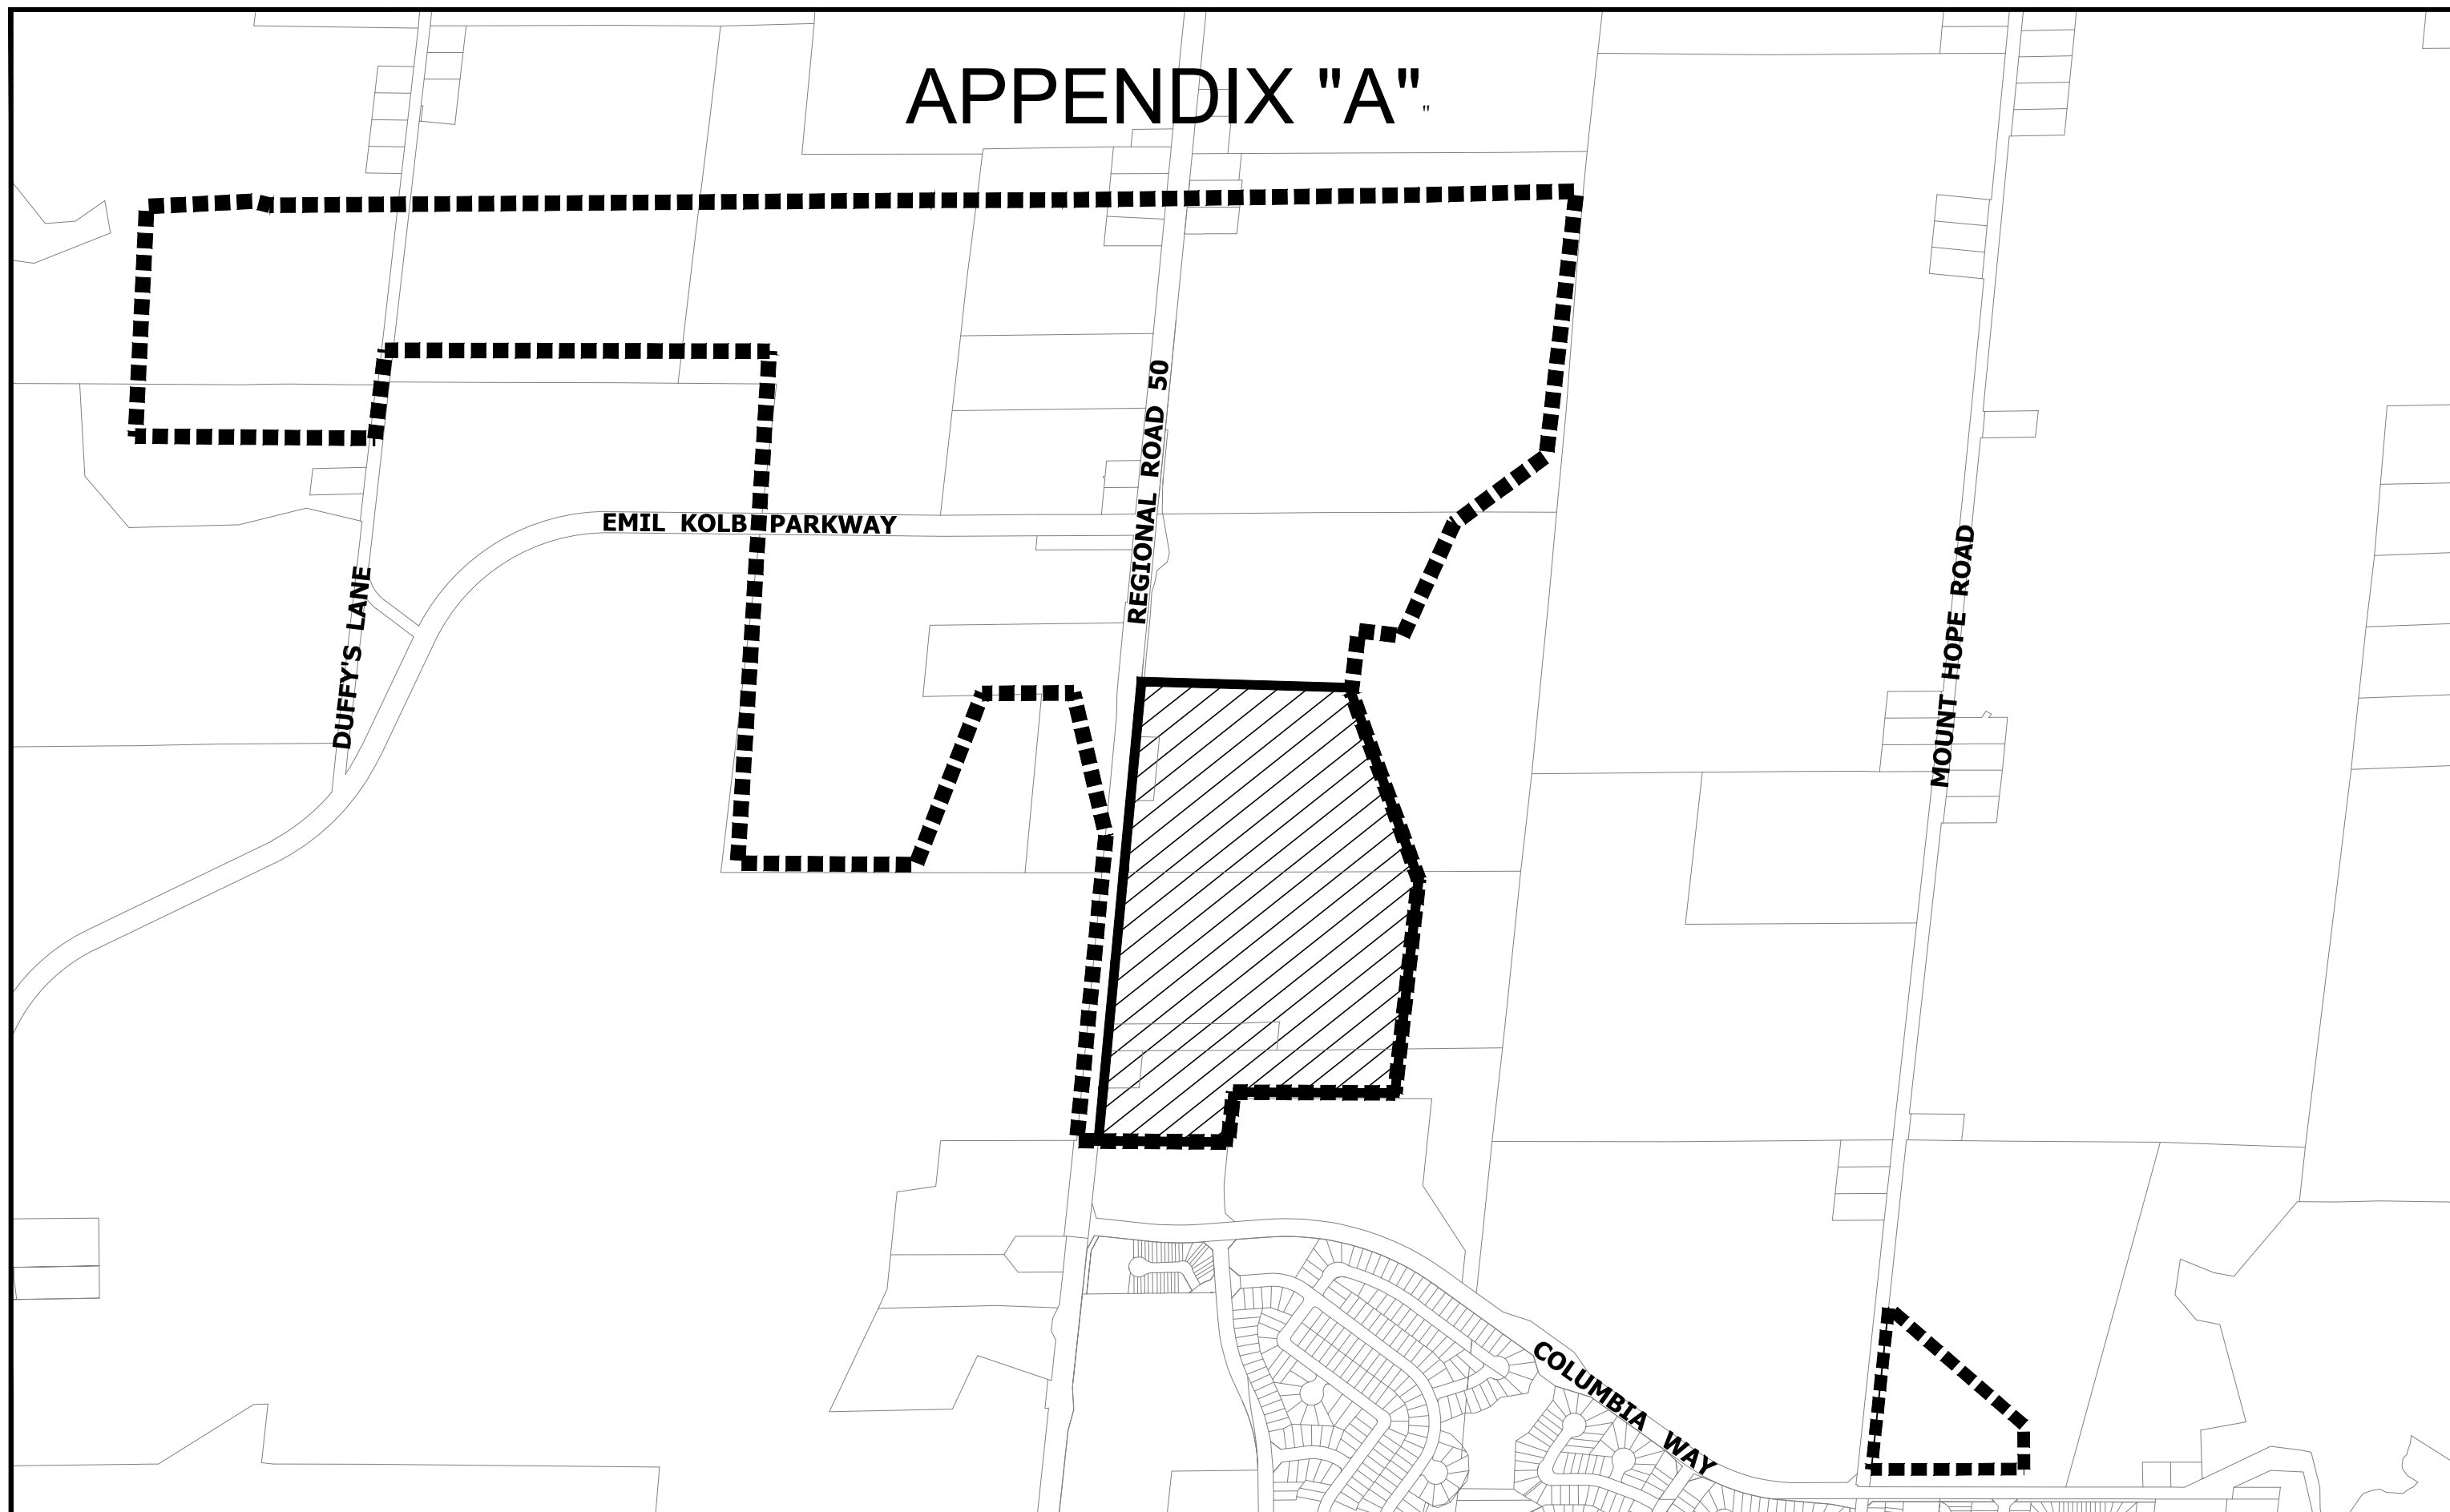 APPENDIX "A"
"
REGIONAL ROAD 50
EMIL KOLB PARKWAY
DUFFY'S LANE
MOUNT HOPE ROAD
COLUMBIA WAY